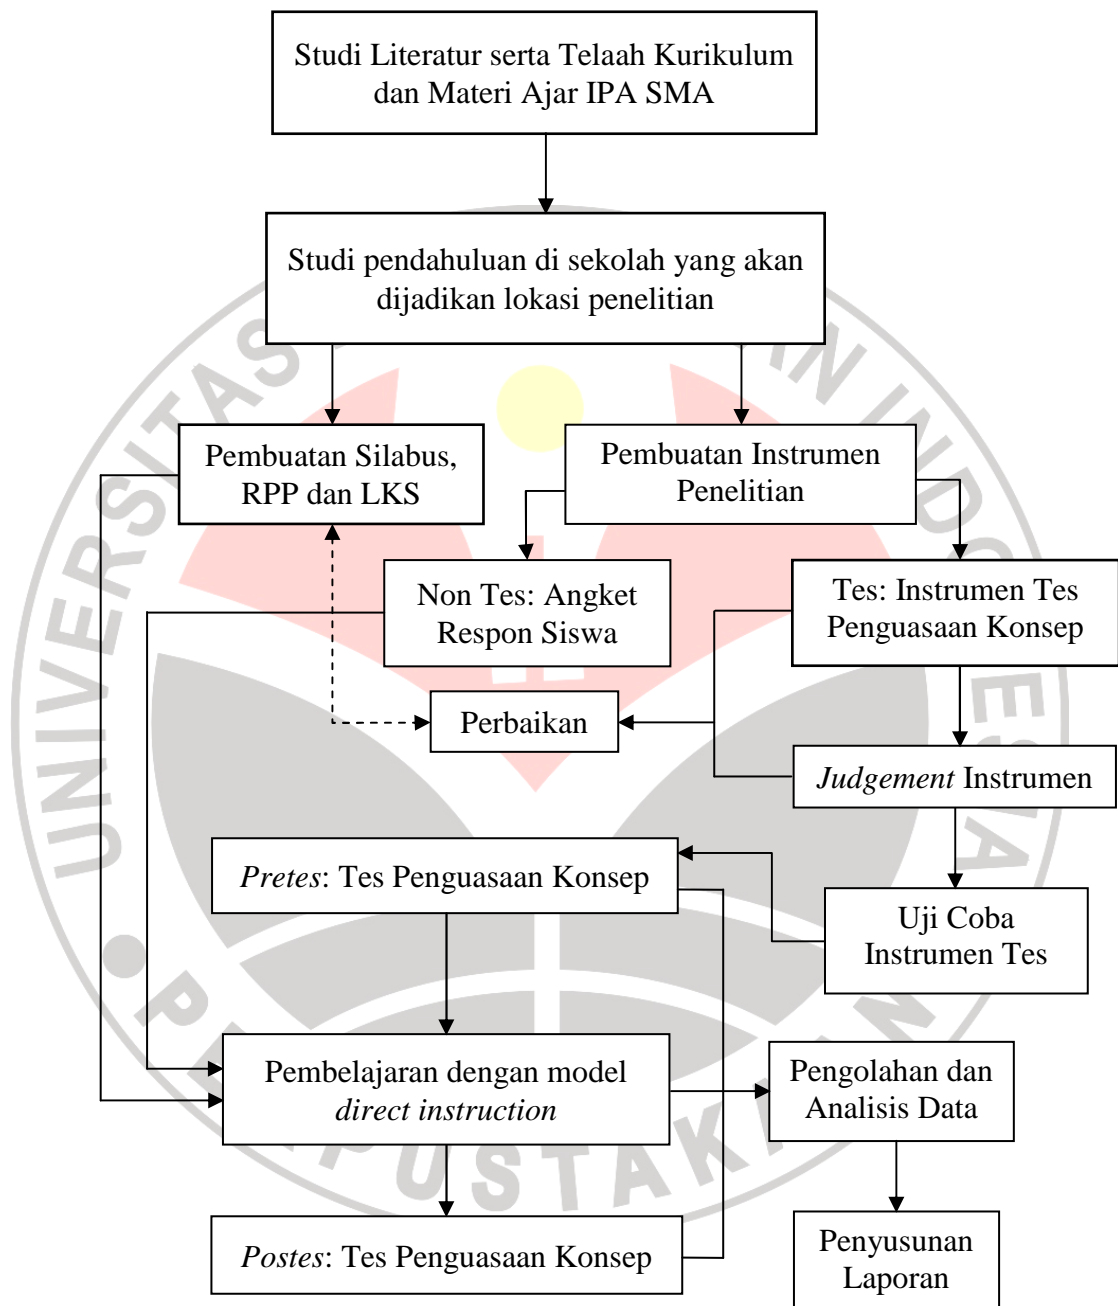 Studi Literatur serta Telaah Kurikulum
dan Materi Ajar IPA SMA
Studi pendahuluan di sekolah yang akan
dijadikan lokasi penelitian
Pembuatan Silabus,
RPP dan LKS
Pembuatan Instrumen
Penelitian
Non Tes: Angket
Respon Siswa
Tes: Instrumen Tes
Penguasaan Konsep
Perbaikan
Judgement Instrumen
Pretes: Tes Penguasaan Konsep
Uji Coba
Instrumen Tes
Pembelajaran dengan model
direct instruction
Pengolahan dan
Analisis Data
Postes: Tes Penguasaan Konsep
Penyusunan
Laporan
UNIVERSITAS